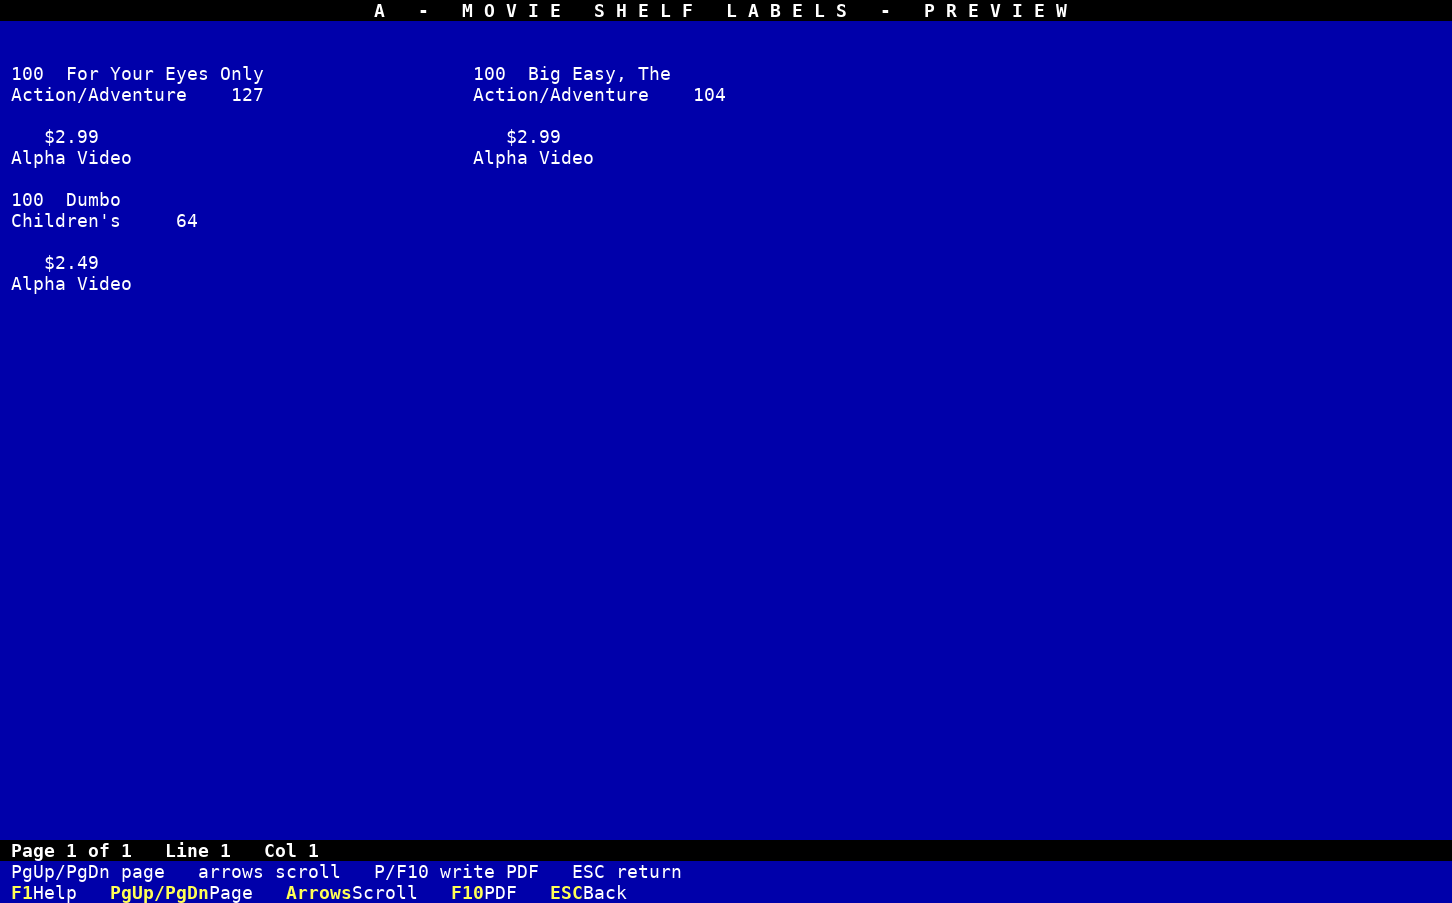 A - MOVIE SHELF LABELS - PREVIEW
100  For Your Eyes Only                   100  Big Easy, The
Action/Adventure    127                   Action/Adventure    104
   $2.99                                     $2.99
Alpha Video                               Alpha Video
100  Dumbo
Children's     64
   $2.49
Alpha Video
Page 1 of 1   Line 1   Col 1
PgUp/PgDn page   arrows scroll   P/F10 write PDF   ESC return
F1Help   PgUp/PgDnPage   ArrowsScroll   F10PDF   ESCBack